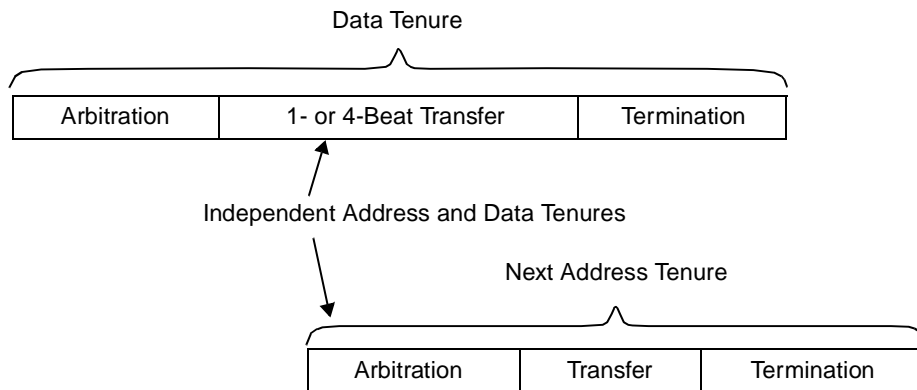 Data Tenure
Arbitration 1- or 4-Beat Transfer Termination
Independent Address and Data Tenures
Next Address Tenure
Arbitration Transfer Termination